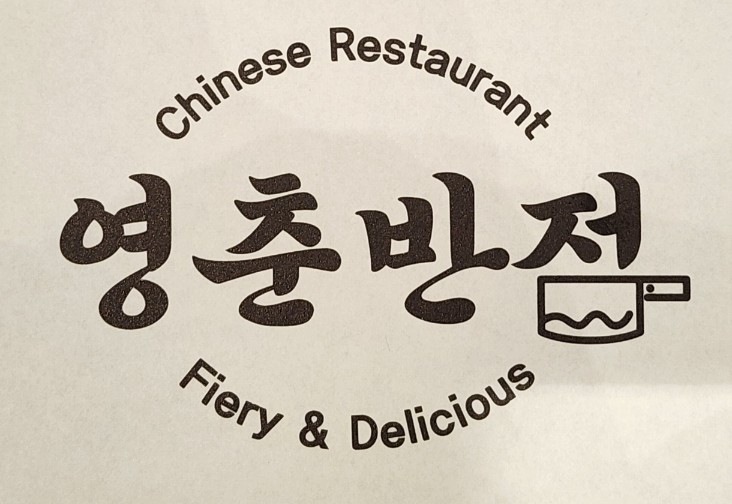 Chinese Restaurant
영춘반점
Fiery & Delicious